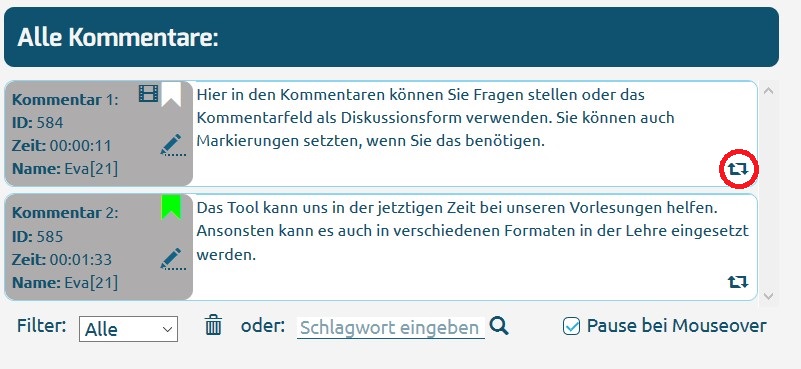 Alle Kommentare:
Kommentar 1:
ID: 584
Zeit: 00:00:11
Name: Eva[21]
Hier in den Kommentaren können Sie Fragen stellen oder das
Kommentarfeld als Diskussionsform verwenden. Sie können auch
Markierungen setzten, wenn Sie das benötigen.
Kommentar 2:
ID: 585
Zeit: 00:01:33
Name: Eva[21]
Das Tool kann uns in der jetztigen Zeit bei unseren Vorlesungen helfen.
Ansonsten kann es auch in verschiedenen Formaten in der Lehre eingesetzt
werden.
Filter: Alle oder: Schlagwort eingeben Pause bei Mouseover